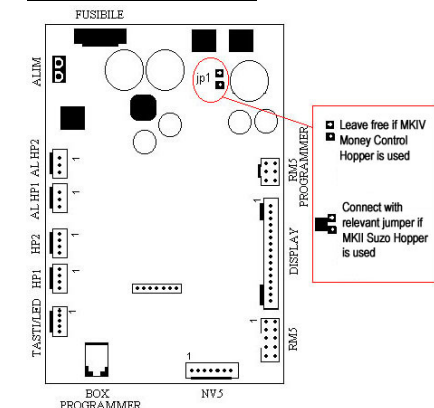 FUSIBILE
ALIM
jp1
Leave free if MKIV
Money Control
Hopper is used
AL HP2
1
AL HP1
1
RM5
PROGRAMMER
Connect with
relevant jumper if
MKII Suzo Hopper
is used
HP2
1
HP1
1
DISPLAY
1
TASTI/LED
1
RM5
1
BOX
PROGRAMMER
NV5
1